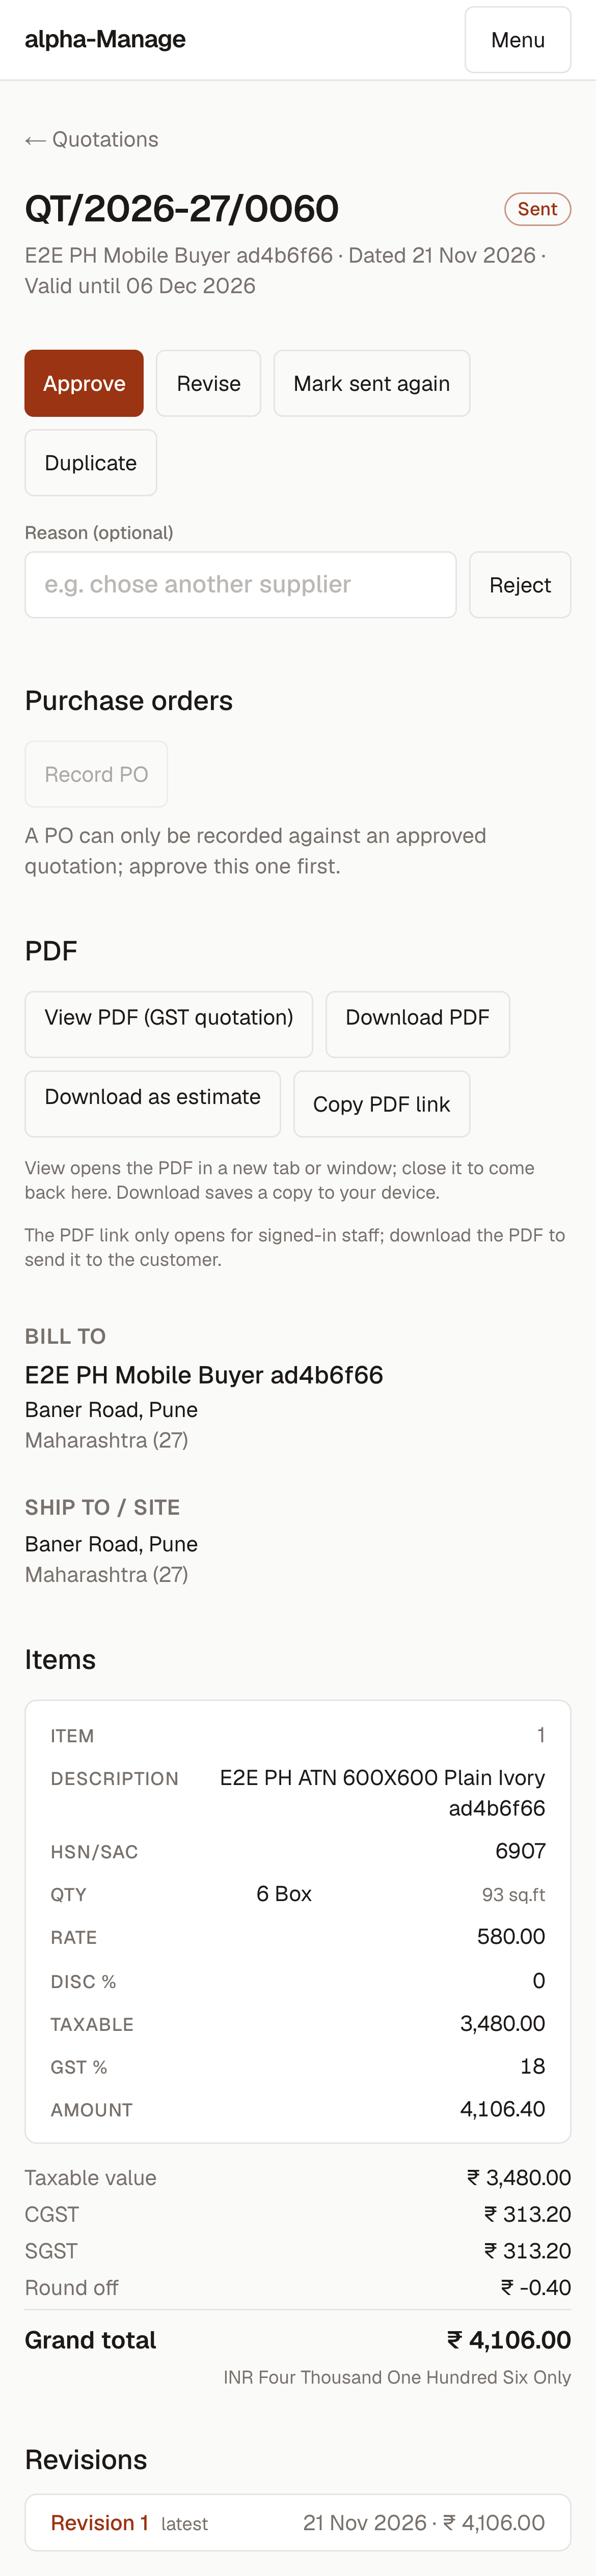 alpha-Manage
Menu
← Quotations
QT/2026-27/0060
Sent
E2E PH Mobile Buyer ad4b6f66 · Dated 21 Nov 2026 ·
Valid until 06 Dec 2026
Approve
Revise
Mark sent again
Duplicate
Reason (optional)
e.g. chose another supplier
Reject
Purchase orders
Record PO
A PO can only be recorded against an approved
quotation; approve this one first.
PDF
View PDF (GST quotation)
Download PDF
Download as estimate
Copy PDF link
View opens the PDF in a new tab or window; close it to come
back here. Download saves a copy to your device.
The PDF link only opens for signed-in staff; download the PDF to
send it to the customer.
BILL TO
E2E PH Mobile Buyer ad4b6f66
Baner Road, Pune
Maharashtra (27)
SHIP TO / SITE
Baner Road, Pune
Maharashtra (27)
Items
ITEM 1
DESCRIPTION E2E PH ATN 600X600 Plain Ivory
ad4b6f66
HSN/SAC 6907
QTY 6 Box 93 sq.ft
RATE 580.00
DISC % 0
TAXABLE 3,480.00
GST % 18
AMOUNT 4,106.40
Taxable value ₹ 3,480.00
CGST ₹ 313.20
SGST ₹ 313.20
Round off ₹ -0.40
Grand total ₹ 4,106.00
INR Four Thousand One Hundred Six Only
Revisions
Revision 1 latest 21 Nov 2026 · ₹ 4,106.00